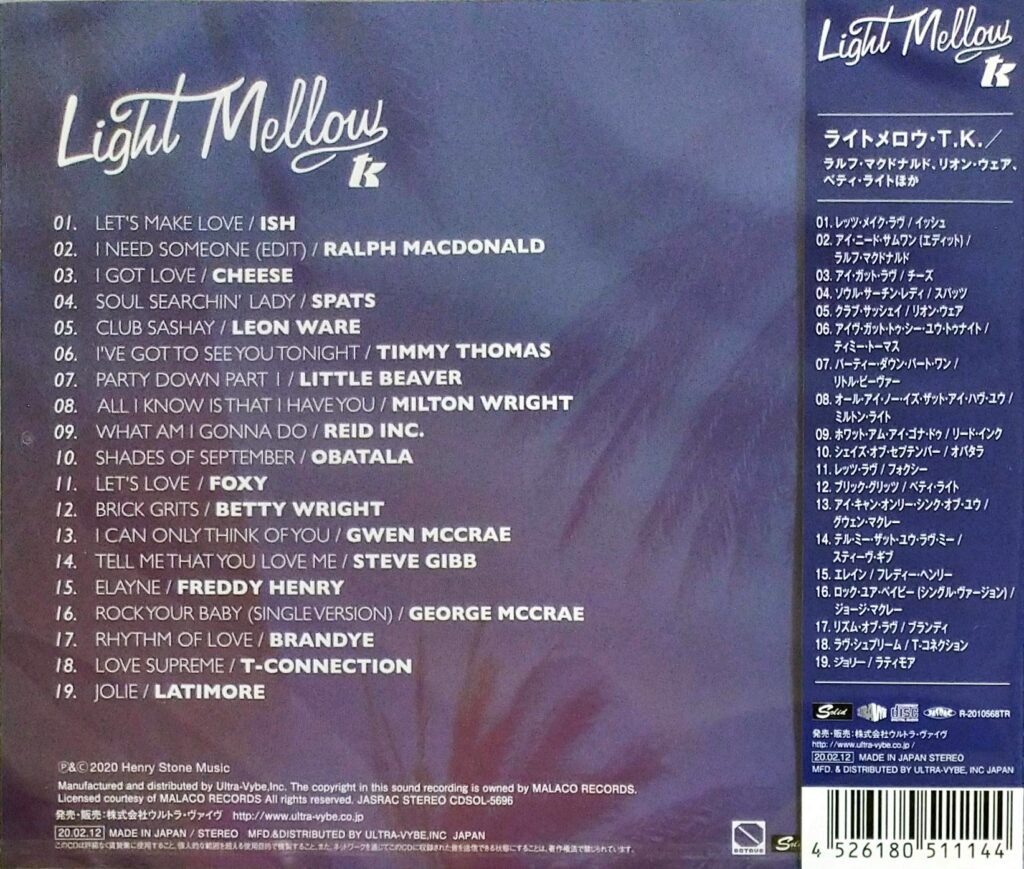 Light Mellow
tk
01. LET'S MAKE LOVE / ISH
02. I NEED SOMEONE (EDIT) / RALPH MACDONALD
03. I GOT LOVE / CHEESE
04. SOUL SEARCHIN' LADY / SPATS
05. CLUB SASHAY / LEON WARE
06. I'VE GOT TO SEE YOU TONIGHT / TIMMY THOMAS
07. PARTY DOWN PART 1 / LITTLE BEAVER
08. ALL I KNOW IS THAT I HAVE YOU / MILTON WRIGHT
09. WHAT AM I GONNA DO / REID INC.
10. SHADES OF SEPTEMBER / OBATALA
11. LET'S LOVE / FOXY
12. BRICK GRITS / BETTY WRIGHT
13. I CAN ONLY THINK OF YOU / GWEN MCCRAE
14. TELL ME THAT YOU LOVE ME / STEVE GIBB
15. ELAYNE / FREDDY HENRY
16. ROCK YOUR BABY (SINGLE VERSION) / GEORGE MCCRAE
17. RHYTHM OF LOVE / BRANDYE
18. LOVE SUPREME / T-CONNECTION
19. JOLIE / LATIMORE
℗&©2020 Henry Stone Music
Manufactured and distributed by Ultra-Vybe,Inc. The copyright in this sound recording is owned by MALACO RECORDS.
Licensed courtesy of MALACO RECORDS All rights reserved. JASRAC STEREO CDSOL-5696
発売・販売：株式会社ウルトラ・ヴァイヴ http://www.ultra-vybe.co.jp
20.02.12 MADE IN JAPAN / STEREO MFD.&DISTRIBUTED BY ULTRA-VYBE,INC JAPAN
Solid
Light Mellow
tk
ライトメロウ・T.K.／
ラルフ・マクドナルド、リオン・ウェア、
ベティ・ライトほか
01. レッツ・メイク・ラヴ / イッシュ
02. アイ・ニード・サムワン (エディット) /
ラルフ・マクドナルド
03. アイ・ガット・ラヴ / チーズ
04. ソウル・サーチン・レディ / スパッツ
05. クラブ・サッシェイ / リオン・ウェア
06. アイヴ・ガット・トゥ・シー・ユウ・トゥナイト /
ティミー・トーマス
07. パーティー・ダウン・パート・ワン /
リトル・ビーヴァー
08. オール・アイ・ノー・イズ・ザット・アイ・ハヴ・ユウ /
ミルトン・ライト
09. ホワット・アム・アイ・ゴナ・ドゥ / リード・インク
10. シェイズ・オブ・セプテンバー / オバタラ
11. レッツ・ラヴ / フォクシー
12. ブリック・グリッツ / ベティ・ライト
13. アイ・キャン・オンリー・シンク・オブ・ユウ /
グウェン・マクレー
14. テル・ミー・ザット・ユウ・ラヴ・ミー /
スティーヴ・ギブ
15. エレイン / フレディー・ヘンリー
16. ロック・ユア・ベイビー (シングル・ヴァージョン) /
ジョージ・マクレー
17. リズム・オブ・ラヴ / ブランディ
18. ラヴ・シュプリーム / T-コネクション
19. ジョリー / ラティモア
Solid disc R-2010568TR
発売・販売：株式会社ウルトラ・ヴァイヴ
http://www.ultra-vybe.co.jp/
20.02.12 MADE IN JAPAN STEREO
MFD. & DISTRIBUTED BY ULTRA-VYBE, INC JAPAN
4 526180 511144